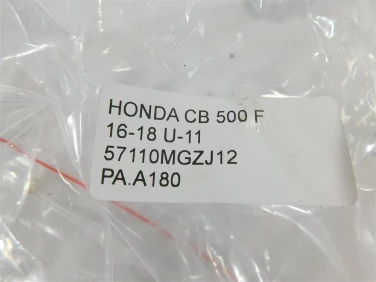 HONDA CB 500 F
16-18 U-11
57110MGZJ12
PA.A180